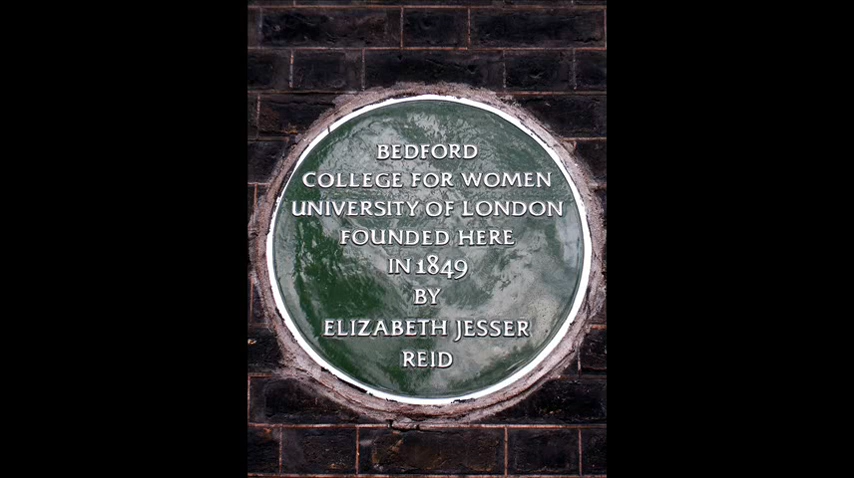 BEDFORD
COLLEGE FOR WOMEN
UNIVERSITY OF LONDON
FOUNDED HERE
IN 1849
BY
ELIZABETH JESSER
REID